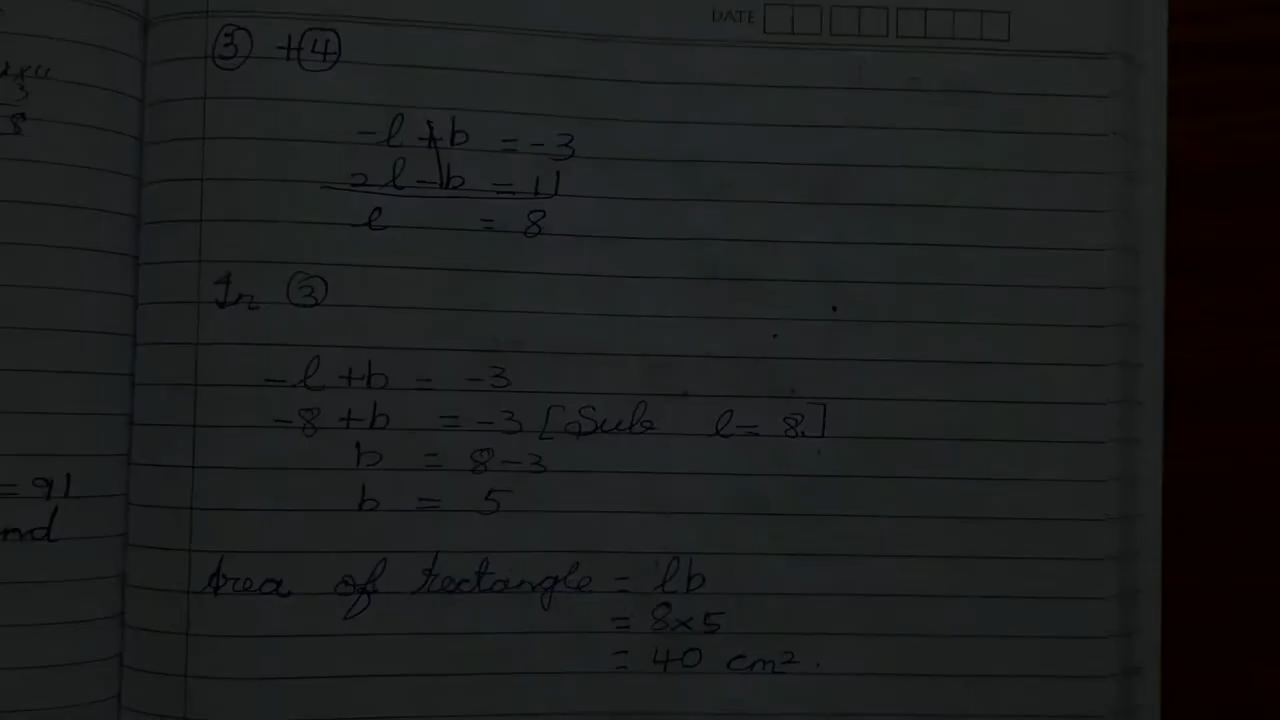 DATE
③ + ④
-l + b = -3
2l - b = 11
l = 8
In ③
-l + b = -3
-8 + b = -3 [Sub l = 8]
b = 8 - 3
b = 5
= 91
Area of rectangle = lb
= 8 × 5
= 40 cm².